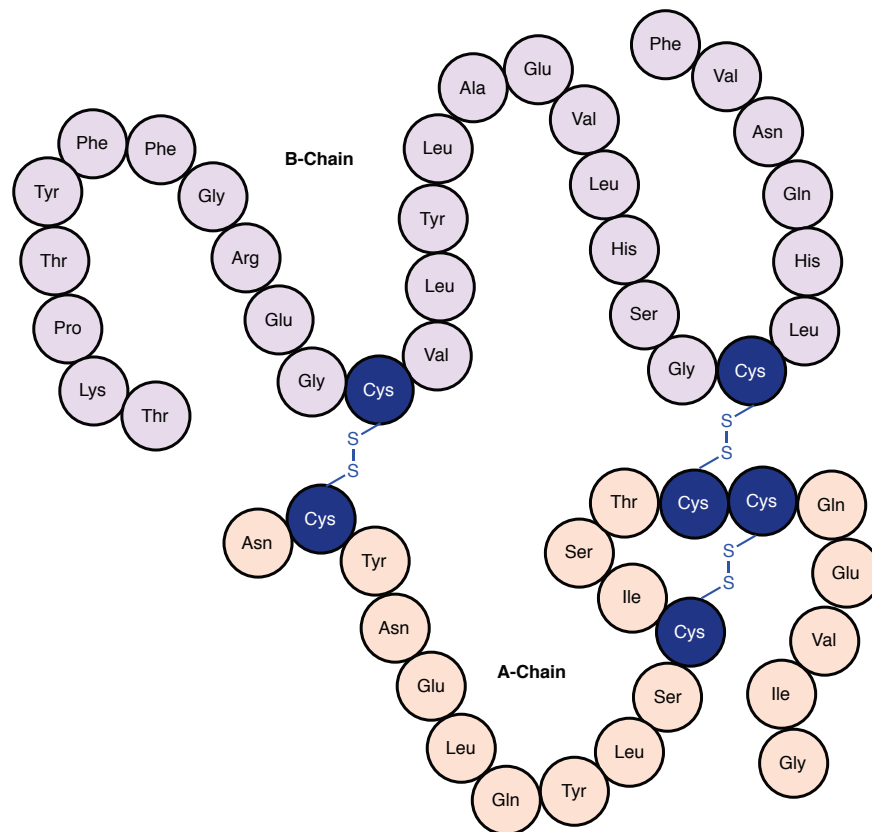 Phe
Val
Asn
Gln
His
Leu
Cys
Gly
Ser
His
Leu
Val
Glu
Ala
Leu
Tyr
Leu
Val
Cys
Gly
Glu
Arg
Gly
Phe
Phe
Tyr
Thr
Pro
Lys
Thr
B-Chain
S
S
S
S
Gly
Ile
Val
Glu
Gln
Cys
Cys
Thr
Ser
Ile
Cys
S
S
Ser
Leu
Tyr
Gln
Leu
Glu
Asn
Tyr
Cys
Asn
A-Chain